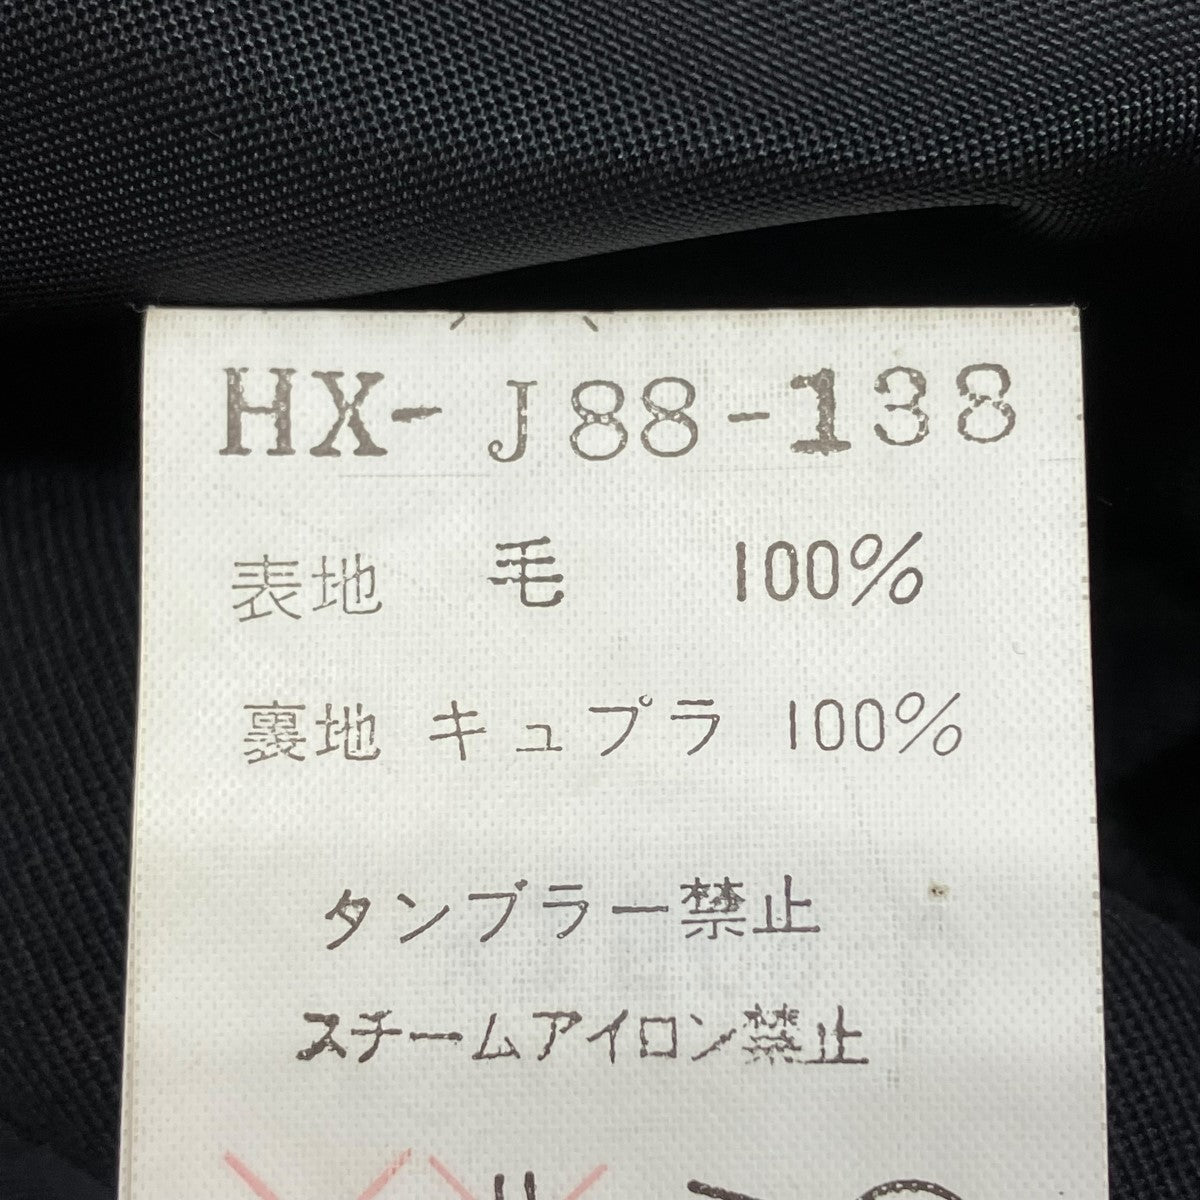 HX- J88-138
表地 毛 100%
裏地 キュプラ 100%
タンブラー禁止
スチームアイロン禁止